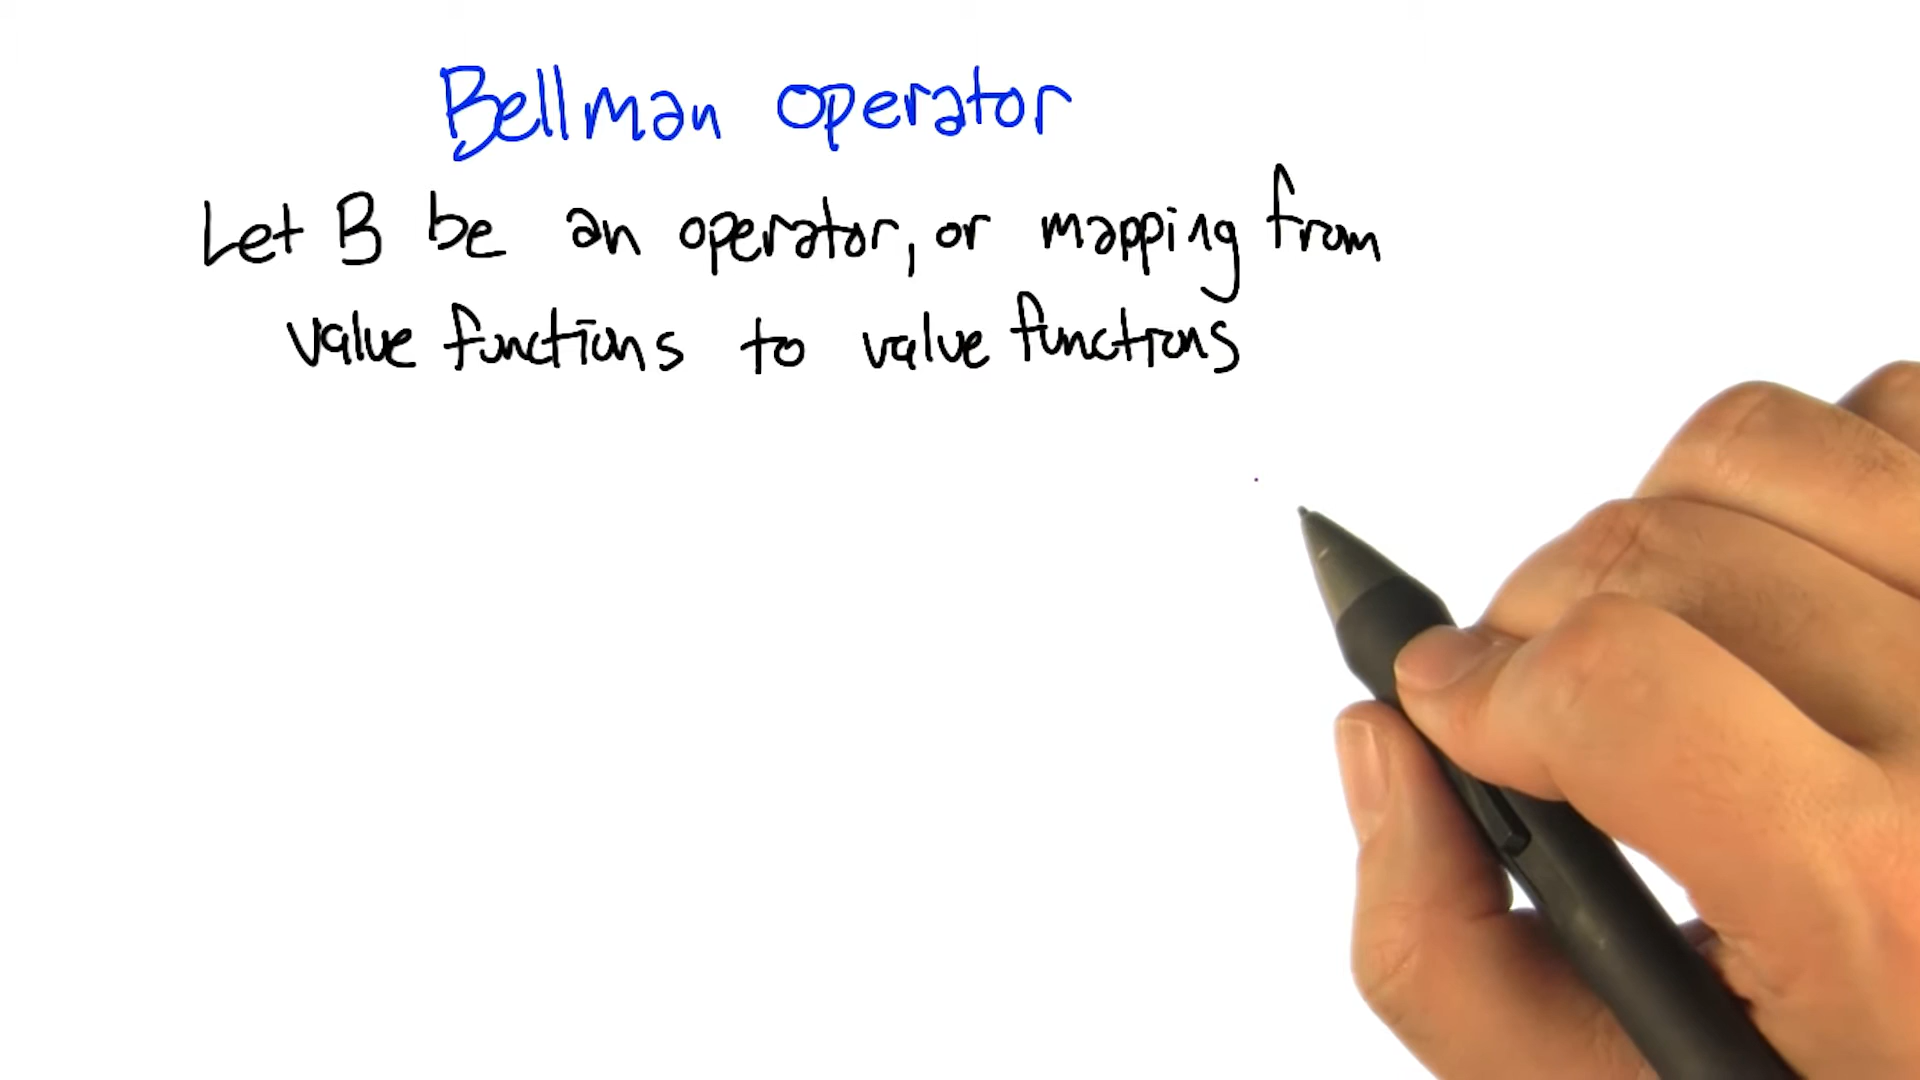 Bellman operator
Let B be an operator, or mapping from
value functions to value functions